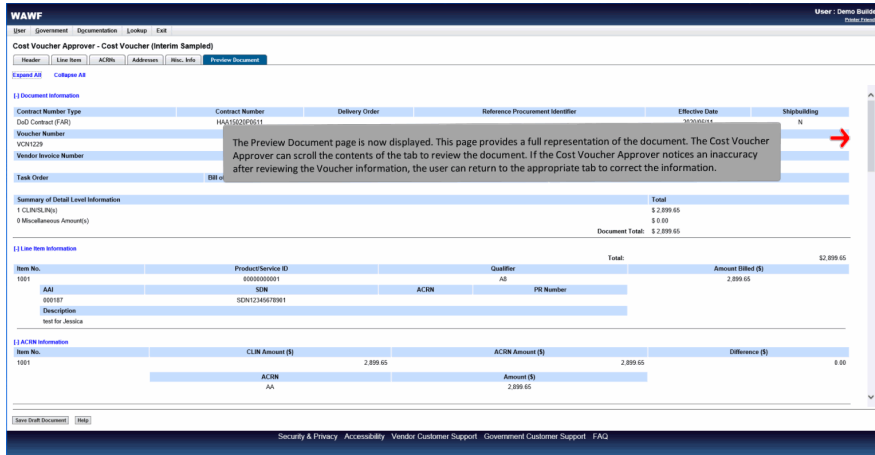 WAWF
User : Demo Builde
Printer Friend
User Government Documentation Lookup Exit
Cost Voucher Approver - Cost Voucher (Interim Sampled)
Header Line Item ACRNs Addresses Misc. Info Preview Document
Expand All Collapse All
[-] Document Information
Contract Number Type Contract Number Delivery Order Reference Procurement Identifier Effective Date Shipbuilding
DoD Contract (FAR) HAA15020P0611 2020/05/11 N
Voucher Number
VCN1229
Vendor Invoice Number
The Preview Document page is now displayed. This page provides a full representation of the document. The Cost Voucher
Approver can scroll the contents of the tab to review the document. If the Cost Voucher Approver notices an inaccuracy
after reviewing the Voucher information, the user can return to the appropriate tab to correct the information.
Task Order Bill of
Summary of Detail Level Information Total
1 CLIN/SLIN(s) $ 2,899.65
0 Miscellaneous Amount(s) $ 0.00
Document Total: $ 2,899.65
[-] Line Item Information
Total: $2,899.65
Item No. Product/Service ID Qualifier Amount Billed ($)
1001 00000000001 A8 2,899.65
AAI SDN ACRN PR Number
000187 SDN12345678901
Description
test for Jessica
[-] ACRN Information
Item No. CLIN Amount ($) ACRN Amount ($) Difference ($)
1001 2,899.65 2,899.65 0.00
ACRN Amount ($)
AA 2,899.65
Save Draft Document Help
Security & Privacy Accessibility Vendor Customer Support Government Customer Support FAQ